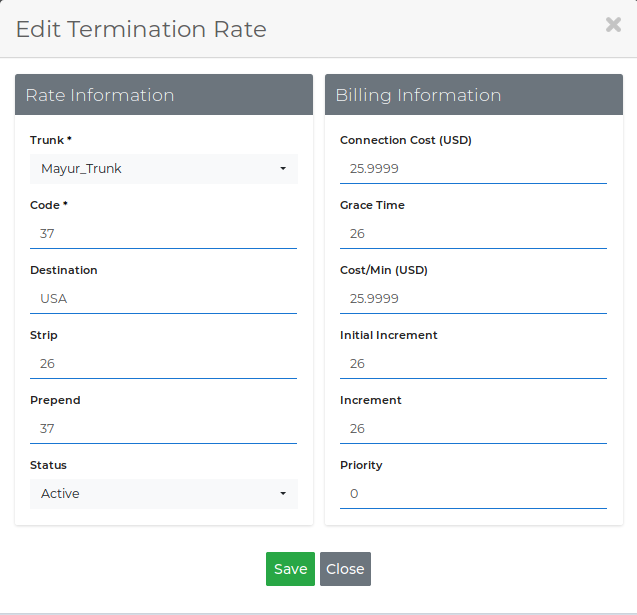 Edit Termination Rate
Rate Information
Trunk *
Mayur_Trunk
Code *
37
Destination
USA
Strip
26
Prepend
37
Status
Active
Billing Information
Connection Cost (USD)
25.9999
Grace Time
26
Cost/Min (USD)
25.9999
Initial Increment
26
Increment
26
Priority
0
Save
Close